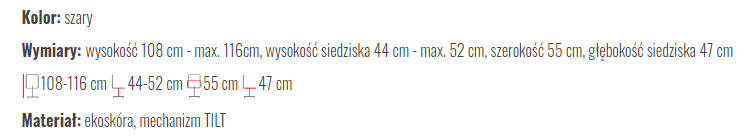 Kolor: szary
Wymiary: wysokość 108 cm - max. 116cm, wysokość siedziska 44 cm - max. 52 cm, szerokość 55 cm, głębokość siedziska 47 cm
108-116 cm 44-52 cm 55 cm 47 cm
Materiał: ekoskóra, mechanizm TILT